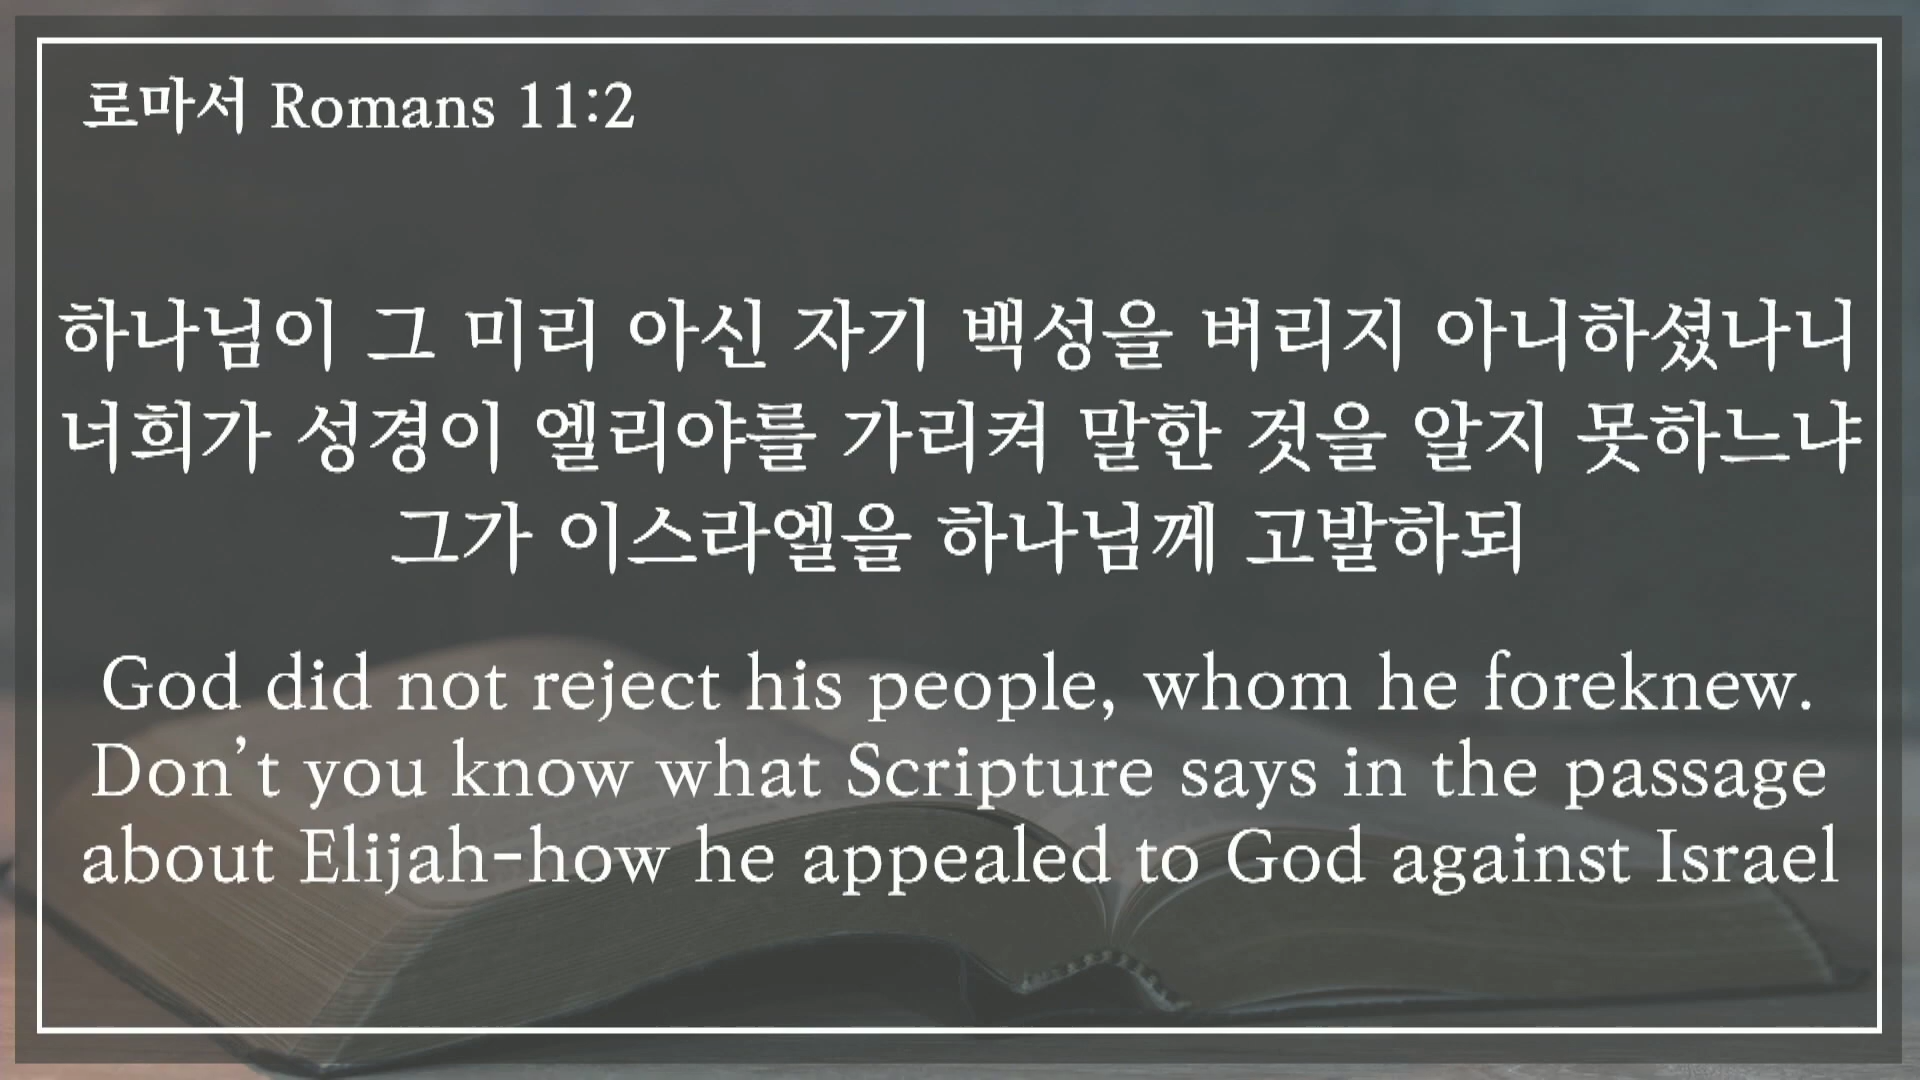 로마서 Romans 11:2
하나님이 그 미리 아신 자기 백성을 버리지 아니하셨나니
너희가 성경이 엘리야를 가리켜 말한 것을 알지 못하느냐
그가 이스라엘을 하나님께 고발하되
God did not reject his people, whom he foreknew.
Don’t you know what Scripture says in the passage
about Elijah-how he appealed to God against Israel